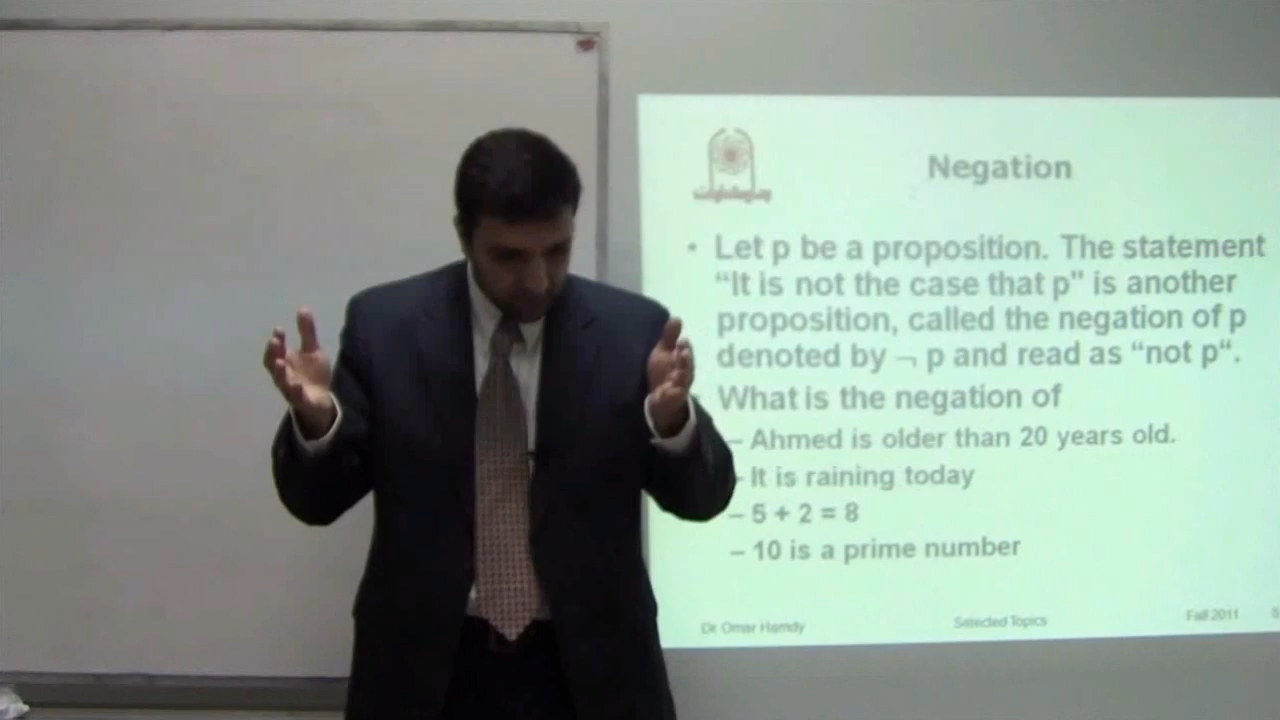 Negation
• Let p be a proposition. The statement
“It is not the case that p” is another
proposition, called the negation of p
denoted by ¬ p and read as “not p“.
What is the negation of
– Ahmed is older than 20 years old.
- It is raining today
– 5 + 2 = 8
– 10 is a prime number
Dr. Omar Hamdy Selected Topics Fall 2011